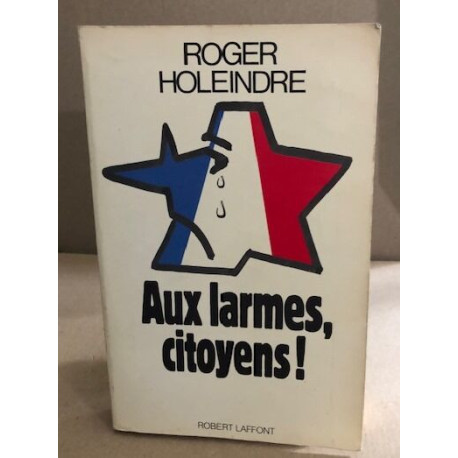 ROGER
HOLEINDRE
Aux larmes,
citoyens !
ROBERT LAFFONT